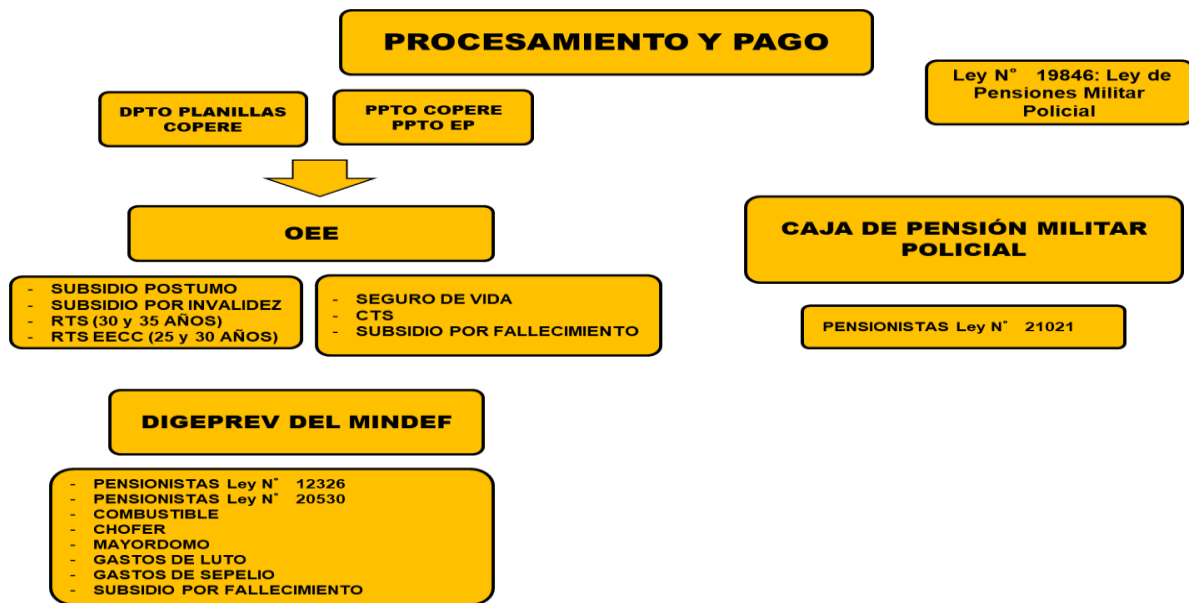 PROCESAMIENTO Y PAGO
Ley N° 19846: Ley de
Pensiones Militar
Policial
DPTO PLANILLAS
COPERE
PPTO COPERE
PPTO EP
OEE
CAJA DE PENSIÓN MILITAR
POLICIAL
- SUBSIDIO POSTUMO
- SUBSIDIO POR INVALIDEZ
- RTS (30 y 35 AÑOS)
- RTS EECC (25 y 30 AÑOS)
- SEGURO DE VIDA
- CTS
- SUBSIDIO POR FALLECIMIENTO
PENSIONISTAS Ley N° 21021
DIGEPREV DEL MINDEF
- PENSIONISTAS Ley N° 12326
- PENSIONISTAS Ley N° 20530
- COMBUSTIBLE
- CHOFER
- MAYORDOMO
- GASTOS DE LUTO
- GASTOS DE SEPELIO
- SUBSIDIO POR FALLECIMIENTO